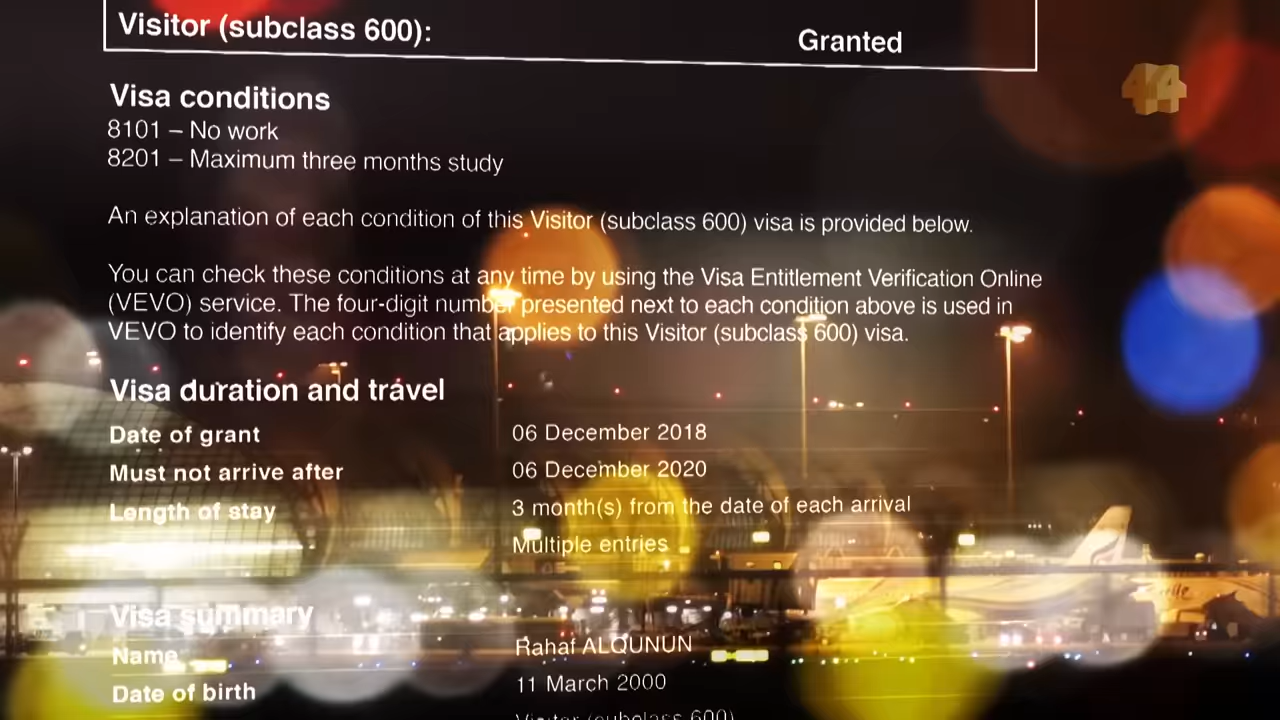 Visitor (subclass 600):
Granted
Visa conditions
8101 – No work
8201 – Maximum three months study
An explanation of each condition of this Visitor (subclass 600) visa is provided below.
You can check these conditions at any time by using the Visa Entitlement Verification Online
(VEVO) service. The four-digit number presented next to each condition above is used in
VEVO to identify each condition that applies to this Visitor (subclass 600) visa.
Visa duration and travel
Date of grant 06 December 2018
Must not arrive after 06 December 2020
Length of stay 3 month(s) from the date of each arrival
Multiple entries
Visa summary
Name Rahaf ALQUNUN
Date of birth 11 March 2000
Visitor (subclass 600)